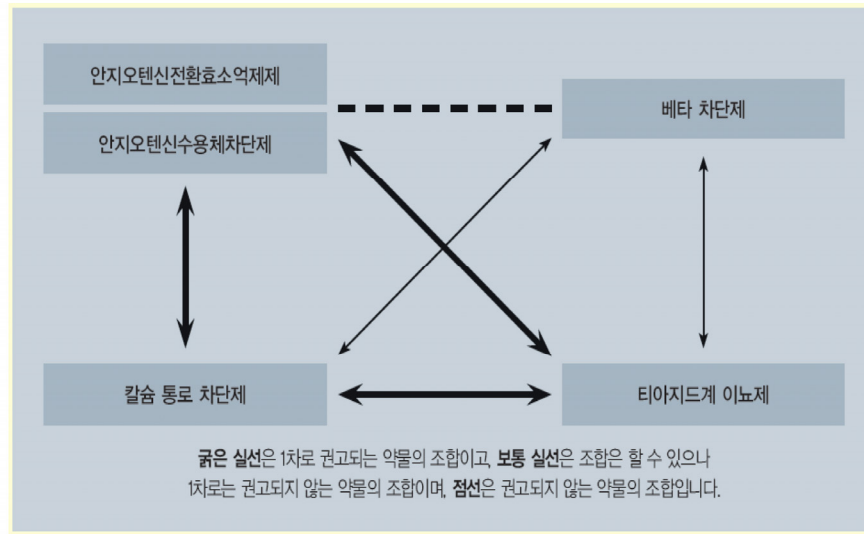 안지오텐신전환효소억제제
안지오텐신수용체차단제
베타 차단제
칼슘 통로 차단제
티아지드계 이뇨제
굵은 실선은 1차로 권고되는 약물의 조합이고, 보통 실선은 조합은 할 수 있으나
1차로는 권고되지 않는 약물의 조합이며, 점선은 권고되지 않는 약물의 조합입니다.